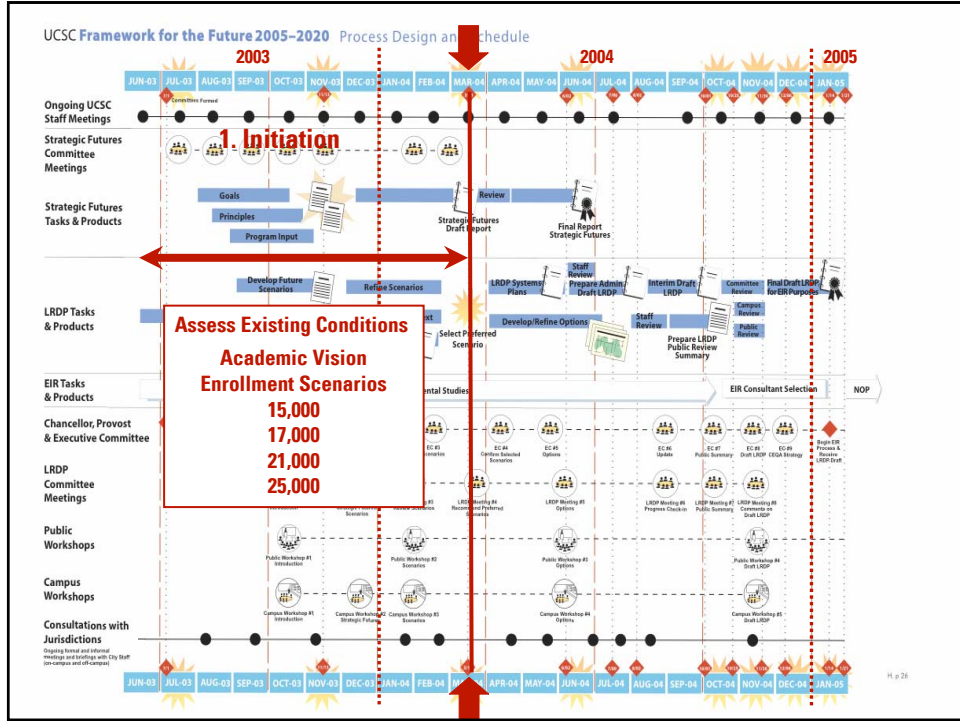 UCSC Framework for the Future 2005–2020 Process Design and Schedule
2003
2004
2005
JUN-03 JUL-03 AUG-03 SEP-03 OCT-03 NOV-03 DEC-03 JAN-04 FEB-04 MAR-04 APR-04 MAY-04 JUN-04 JUL-04 AUG-04 SEP-04 OCT-04 NOV-04 DEC-04 JAN-05
Committee Formed
Ongoing UCSC
Staff Meetings
1. Initiation
Strategic Futures
Committee
Meetings
Strategic Futures
Tasks & Products
Goals
Principles
Program Input
Strategic Futures
Draft Report
Review
Final Report
Strategic Futures
LRDP Tasks
& Products
Develop Future
Scenarios
Refine Scenarios
Select Preferred
Scenario
LRDP Systems
Plans
Staff
Review
Prepare Admin
Draft LRDP
Interim Draft
LRDP
Committee
Review
Final Draft LRDP
for EIR Purposes
Develop/Refine Options
Staff
Review
Prepare LRDP
Public Review
Summary
Campus
Review
Public
Review
Assess Existing Conditions
Academic Vision
Enrollment Scenarios
15,000
17,000
21,000
25,000
EIR Tasks
& Products
EIR Consultant Selection
NOP
Chancellor, Provost
& Executive Committee
EC #3
EC #4
Confirm Selected
Scenarios
EC #5
Options
EC #6
Update
EC #7
Public Summary
EC #8
Draft LRDP
EC #9
CEQA Strategy
Begin EIR
Process &
Receive
LRDP Draft
LRDP
Committee
Meetings
LRDP Meeting #4
Recommend Preferred
Scenarios
LRDP Meeting #5
Options
LRDP Meeting #6
Progress Check-in
LRDP Meeting #7
Public Summary
LRDP Meeting #8
Comments on
Draft LRDP
Public
Workshops
Public Workshop #1
Introduction
Public Workshop #2
Scenarios
Public Workshop #3
Options
Public Workshop #4
Draft LRDP
Campus
Workshops
Campus Workshop #1
Introduction
Campus Workshop #2
Strategic Futures
Campus Workshop #3
Scenarios
Campus Workshop #4
Options
Campus Workshop #5
Draft LRDP
Consultations with
Jurisdictions
Ongoing formal and informal
meetings and briefings with City Staff
(on-campus and off-campus)
JUN-03 JUL-03 AUG-03 SEP-03 OCT-03 NOV-03 DEC-03 JAN-04 FEB-04 MAR-04 APR-04 MAY-04 JUN-04 JUL-04 AUG-04 SEP-04 OCT-04 NOV-04 DEC-04 JAN-05
H. p 26